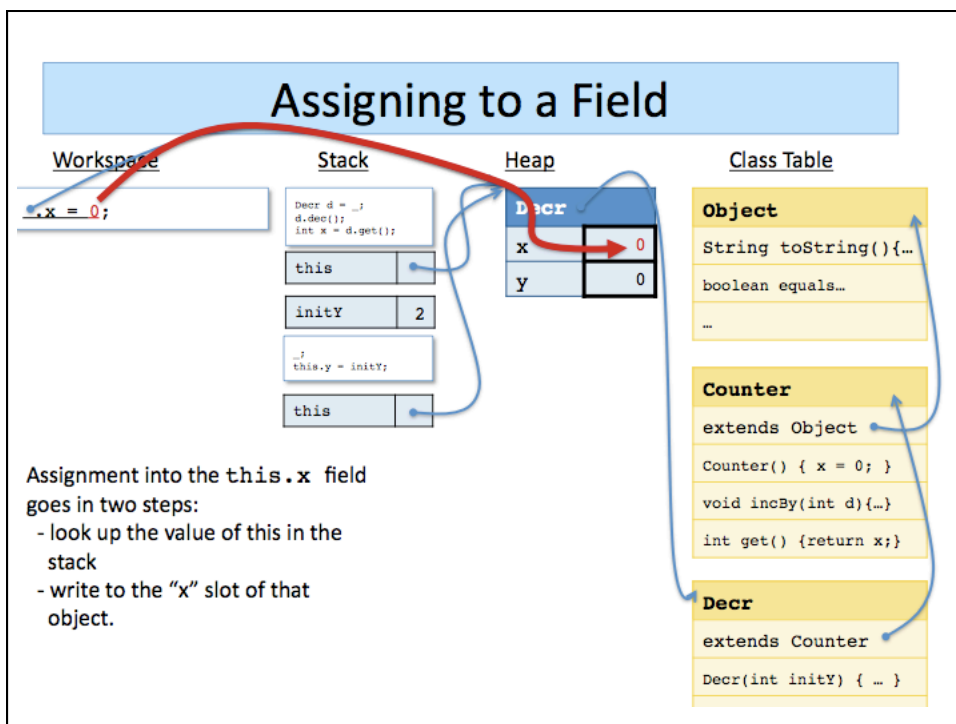 Assigning to a Field
Workspace
_.x = 0;
Stack
Decr d = _;
d.dec();
int x = d.get();
this
initY 2
_;
this.y = initY;
this
Heap
Decr
x 0
y 0
Class Table
Object
String toString(){…
boolean equals…
…
Counter
extends Object
Counter() { x = 0; }
void incBy(int d){…}
int get() {return x;}
Decr
extends Counter
Decr(int initY) { … }
Assignment into the this.x field
goes in two steps:
- look up the value of this in the
stack
- write to the “x” slot of that
object.